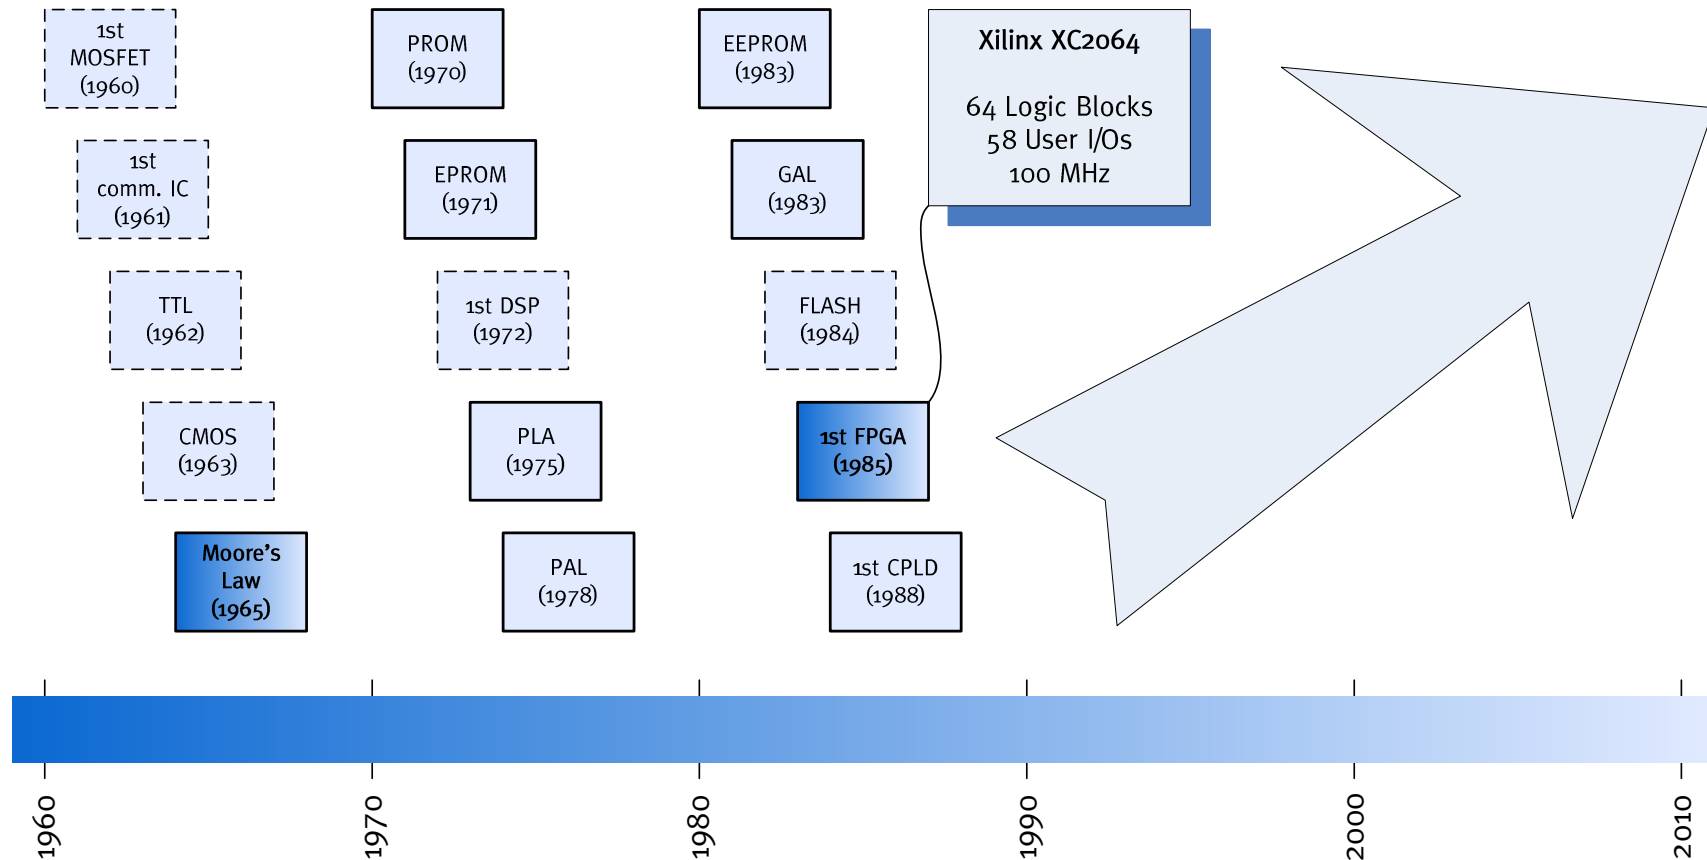 1st
MOSFET
(1960)
1st
comm. IC
(1961)
TTL
(1962)
CMOS
(1963)
Moore's
Law
(1965)
PROM
(1970)
EPROM
(1971)
1st DSP
(1972)
PLA
(1975)
PAL
(1978)
EEPROM
(1983)
GAL
(1983)
FLASH
(1984)
1st FPGA
(1985)
1st CPLD
(1988)
Xilinx XC2064
64 Logic Blocks
58 User I/Os
100 MHz
1960
1970
1980
1990
2000
2010